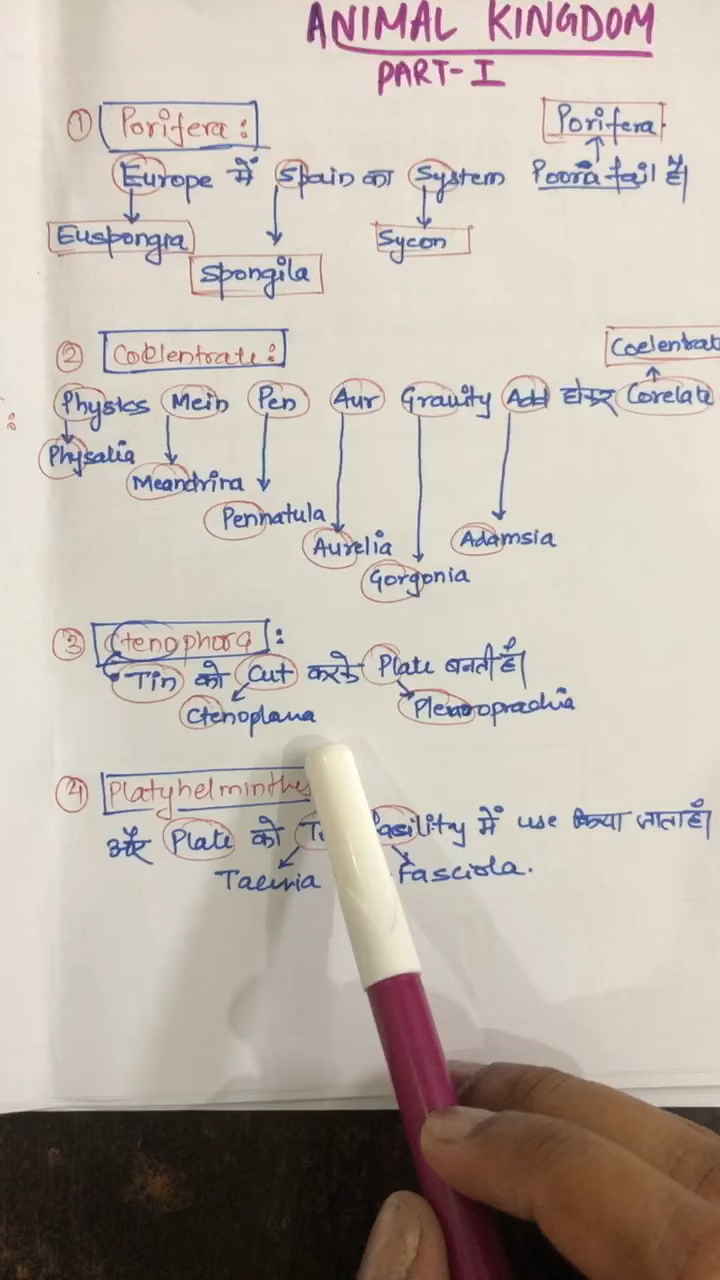 ANIMAL KINGDOM
PART-I
① Porifera :
Porifera
Europe में Spain का System Poora fail है।
Euspongia
Spongila
Sycon
② Coelentrate :
Coelentrat
Physics Mein Pen Aur Gravity Add होकर Corelate
Physalia
Meandrina
Pennatula
Aurelia
Adamsia
Gorgonia
③ Ctenophora :
Tin को Cut करके Plate बनती है।
Ctenoplana
Pleuroprachia
④ Platyhelminthes
और Plate को facility में use किया जाता है।
Taenia
Fasciola.